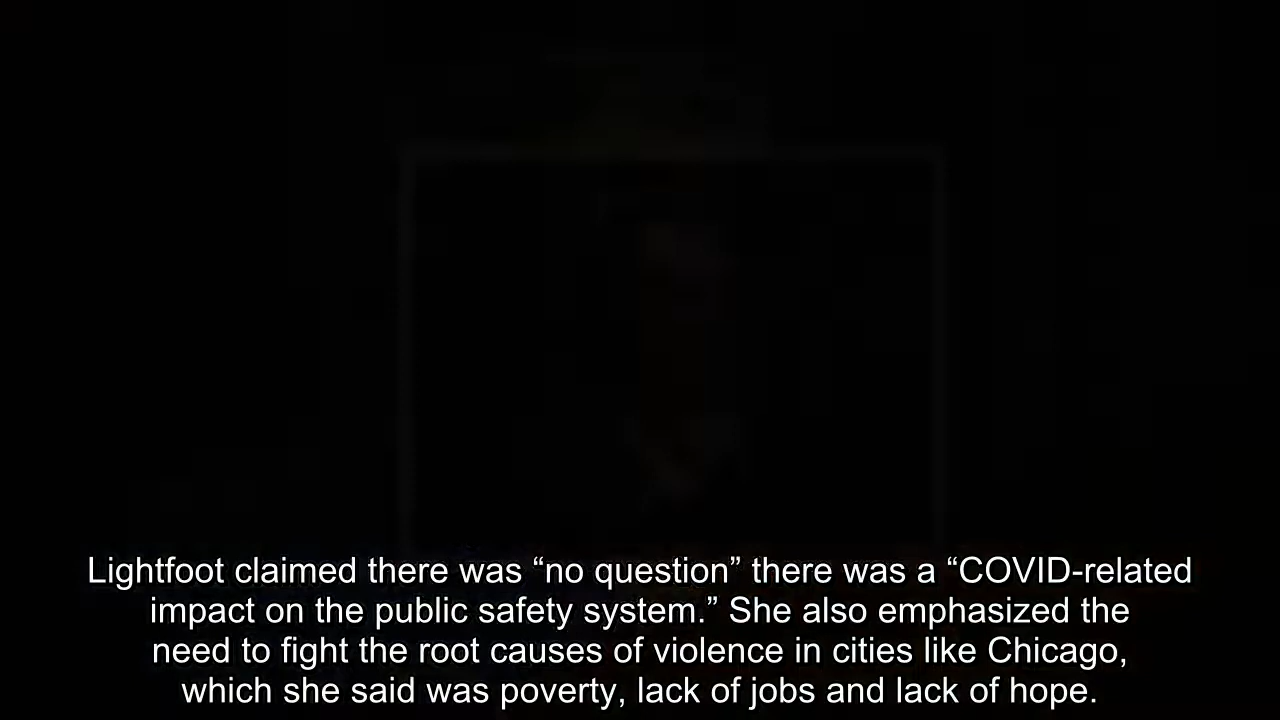 Lightfoot claimed there was “no question” there was a “COVID-related
impact on the public safety system.” She also emphasized the
need to fight the root causes of violence in cities like Chicago,
which she said was poverty, lack of jobs and lack of hope.